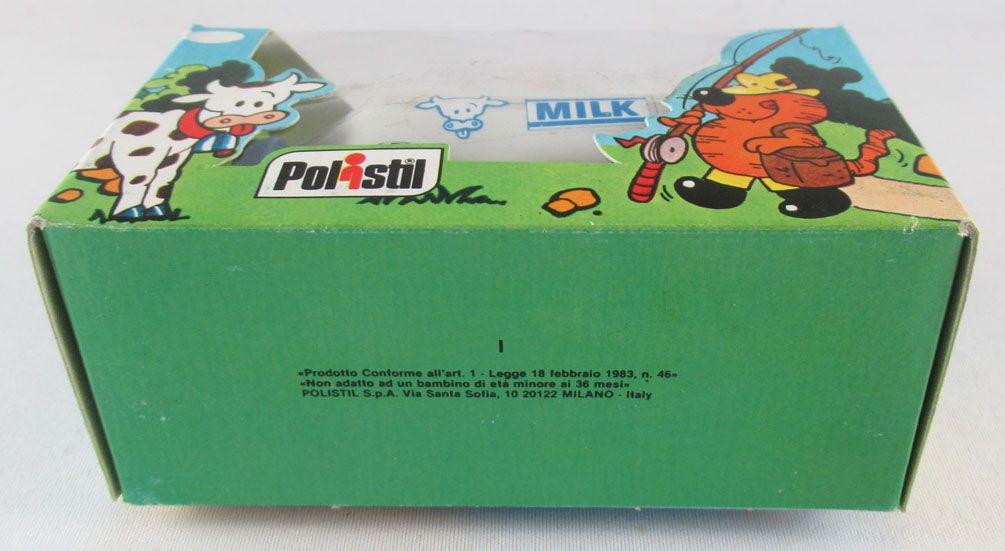 MILK
Polistil®
I
«Prodotto Conforme all'art. 1 - Legge 18 febbraio 1983, n. 46»
«Non adatto ad un bambino di età minore ai 36 mesi»
POLISTIL S.p.A. Via Santa Sofia, 10 20122 MILANO - Italy